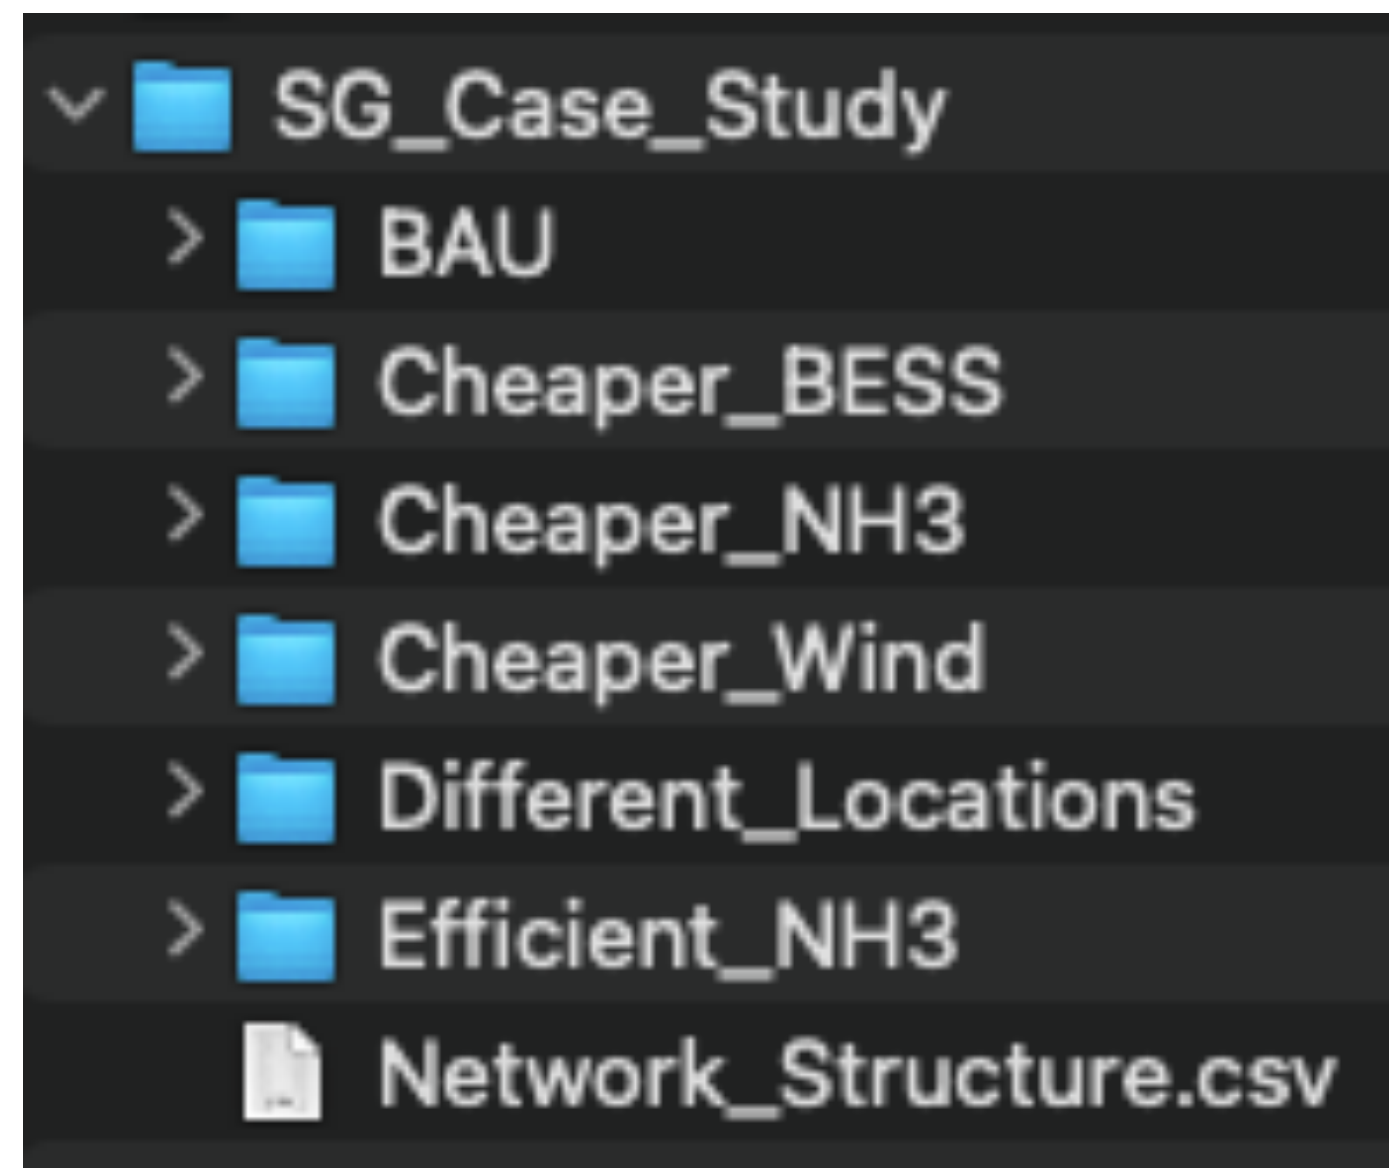 SG_Case_Study
BAU
Cheaper_BESS
Cheaper_NH3
Cheaper_Wind
Different_Locations
Efficient_NH3
Network_Structure.csv